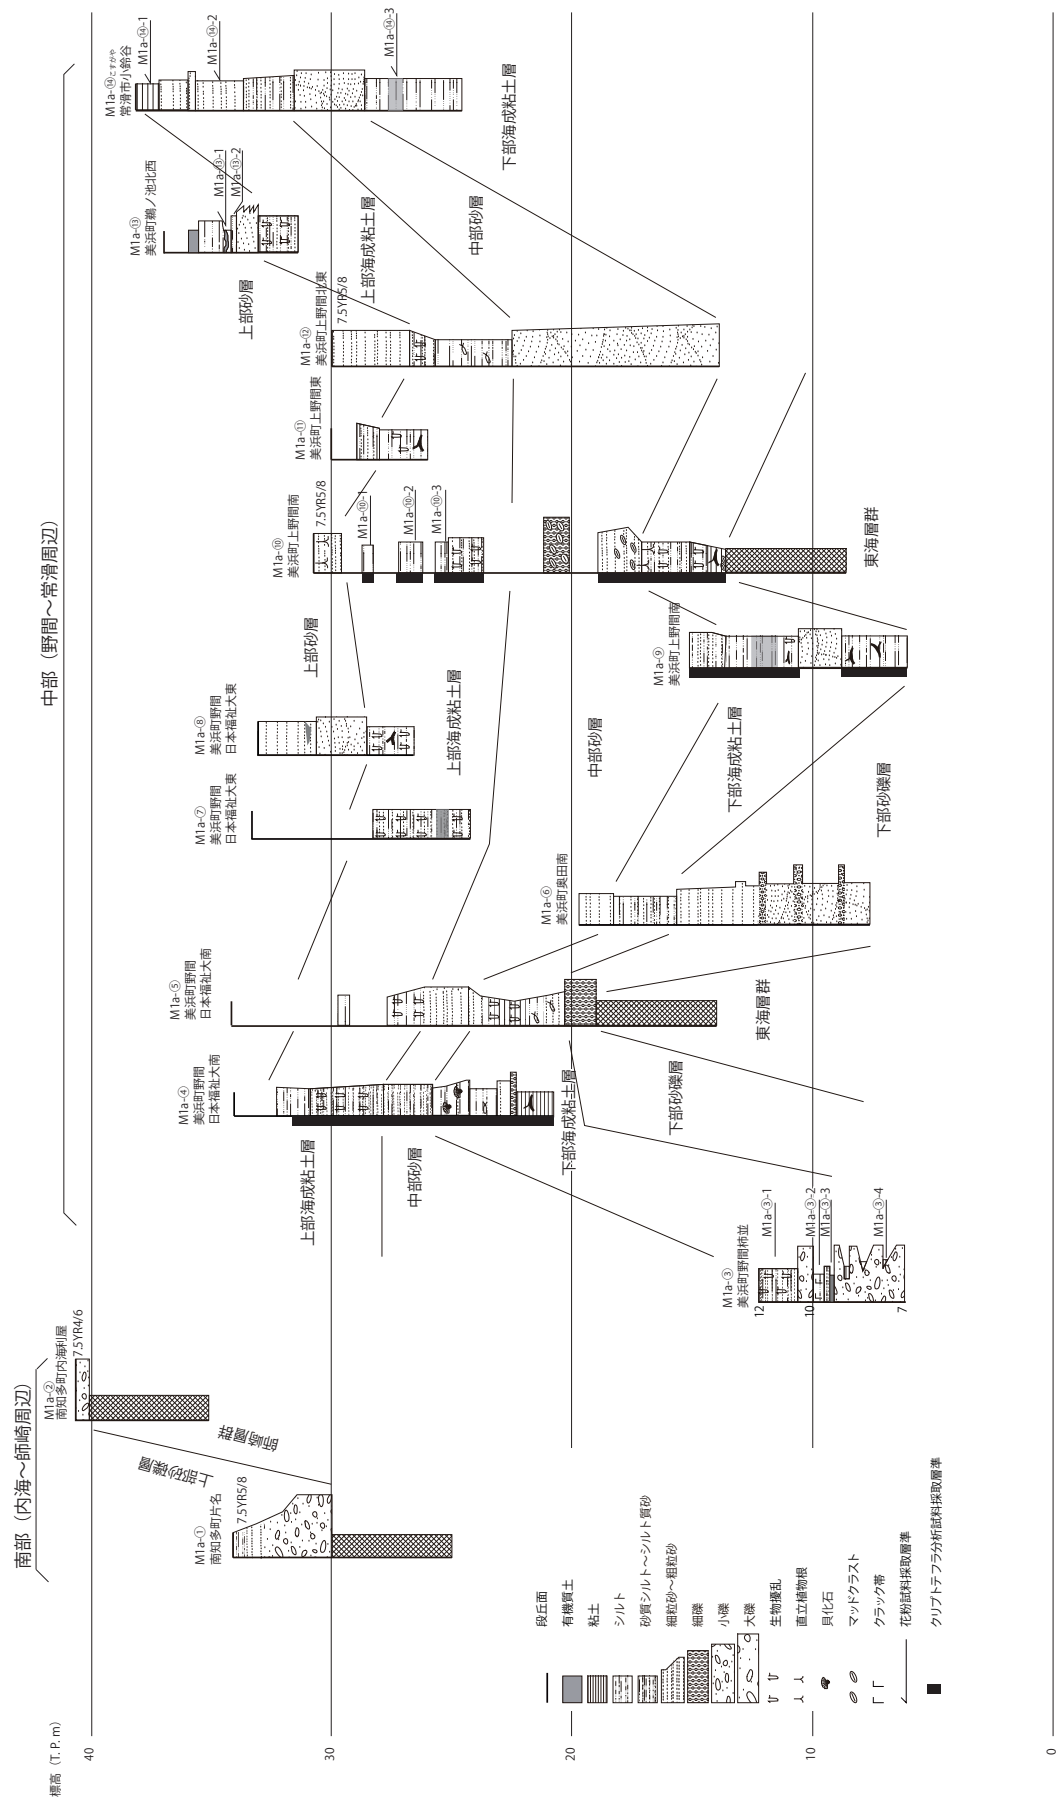 標高（T. P. m）
40
30
20
10
0
南部（内海～師崎周辺）
中部（野間～常滑周辺）
M1a-①
南知多町片名
7.5YR5/8
上部砂礫層
師崎層群
M1a-②
南知多町内海利屋
7.5YR4/6
M1a-③
美浜町野間柿並
12
10
7
M1a-③-1
M1a-③-2
M1a-③-3
M1a-③-4
上部海成粘土層
中部砂層
下部海成粘土層
下部砂礫層
M1a-④
美浜町野間
日本福祉大南
M1a-⑤
美浜町野間
日本福祉大南
東海層群
M1a-⑥
美浜町奥田南
M1a-⑦
美浜町野間
日本福祉大東
M1a-⑧
美浜町野間
日本福祉大東
上部砂層
上部海成粘土層
中部砂層
下部海成粘土層
下部砂礫層
M1a-⑨
美浜町上野間南
M1a-⑩
美浜町上野間南
7.5YR5/8
M1a-⑩-1
M1a-⑩-2
M1a-⑩-3
東海層群
M1a-⑪
美浜町上野間東
M1a-⑫
美浜町上野間北東
7.5YR5/8
上部砂層
上部海成粘土層
中部砂層
下部海成粘土層
M1a-⑬
美浜町鵜ノ池北西
M1a-⑬-1
M1a-⑬-2
M1a-⑭
こすがや
常滑市小鈴谷
M1a-⑭-1
M1a-⑭-2
M1a-⑭-3
段丘面
有機質土
粘土
シルト
砂質シルト～シルト質砂
細粒砂～粗粒砂
細礫
小礫
大礫
生物擾乱
直立植物根
貝化石
マッドクラスト
クラック帯
花粉試料採取層準
クリプトテフラ分析試料採取層準